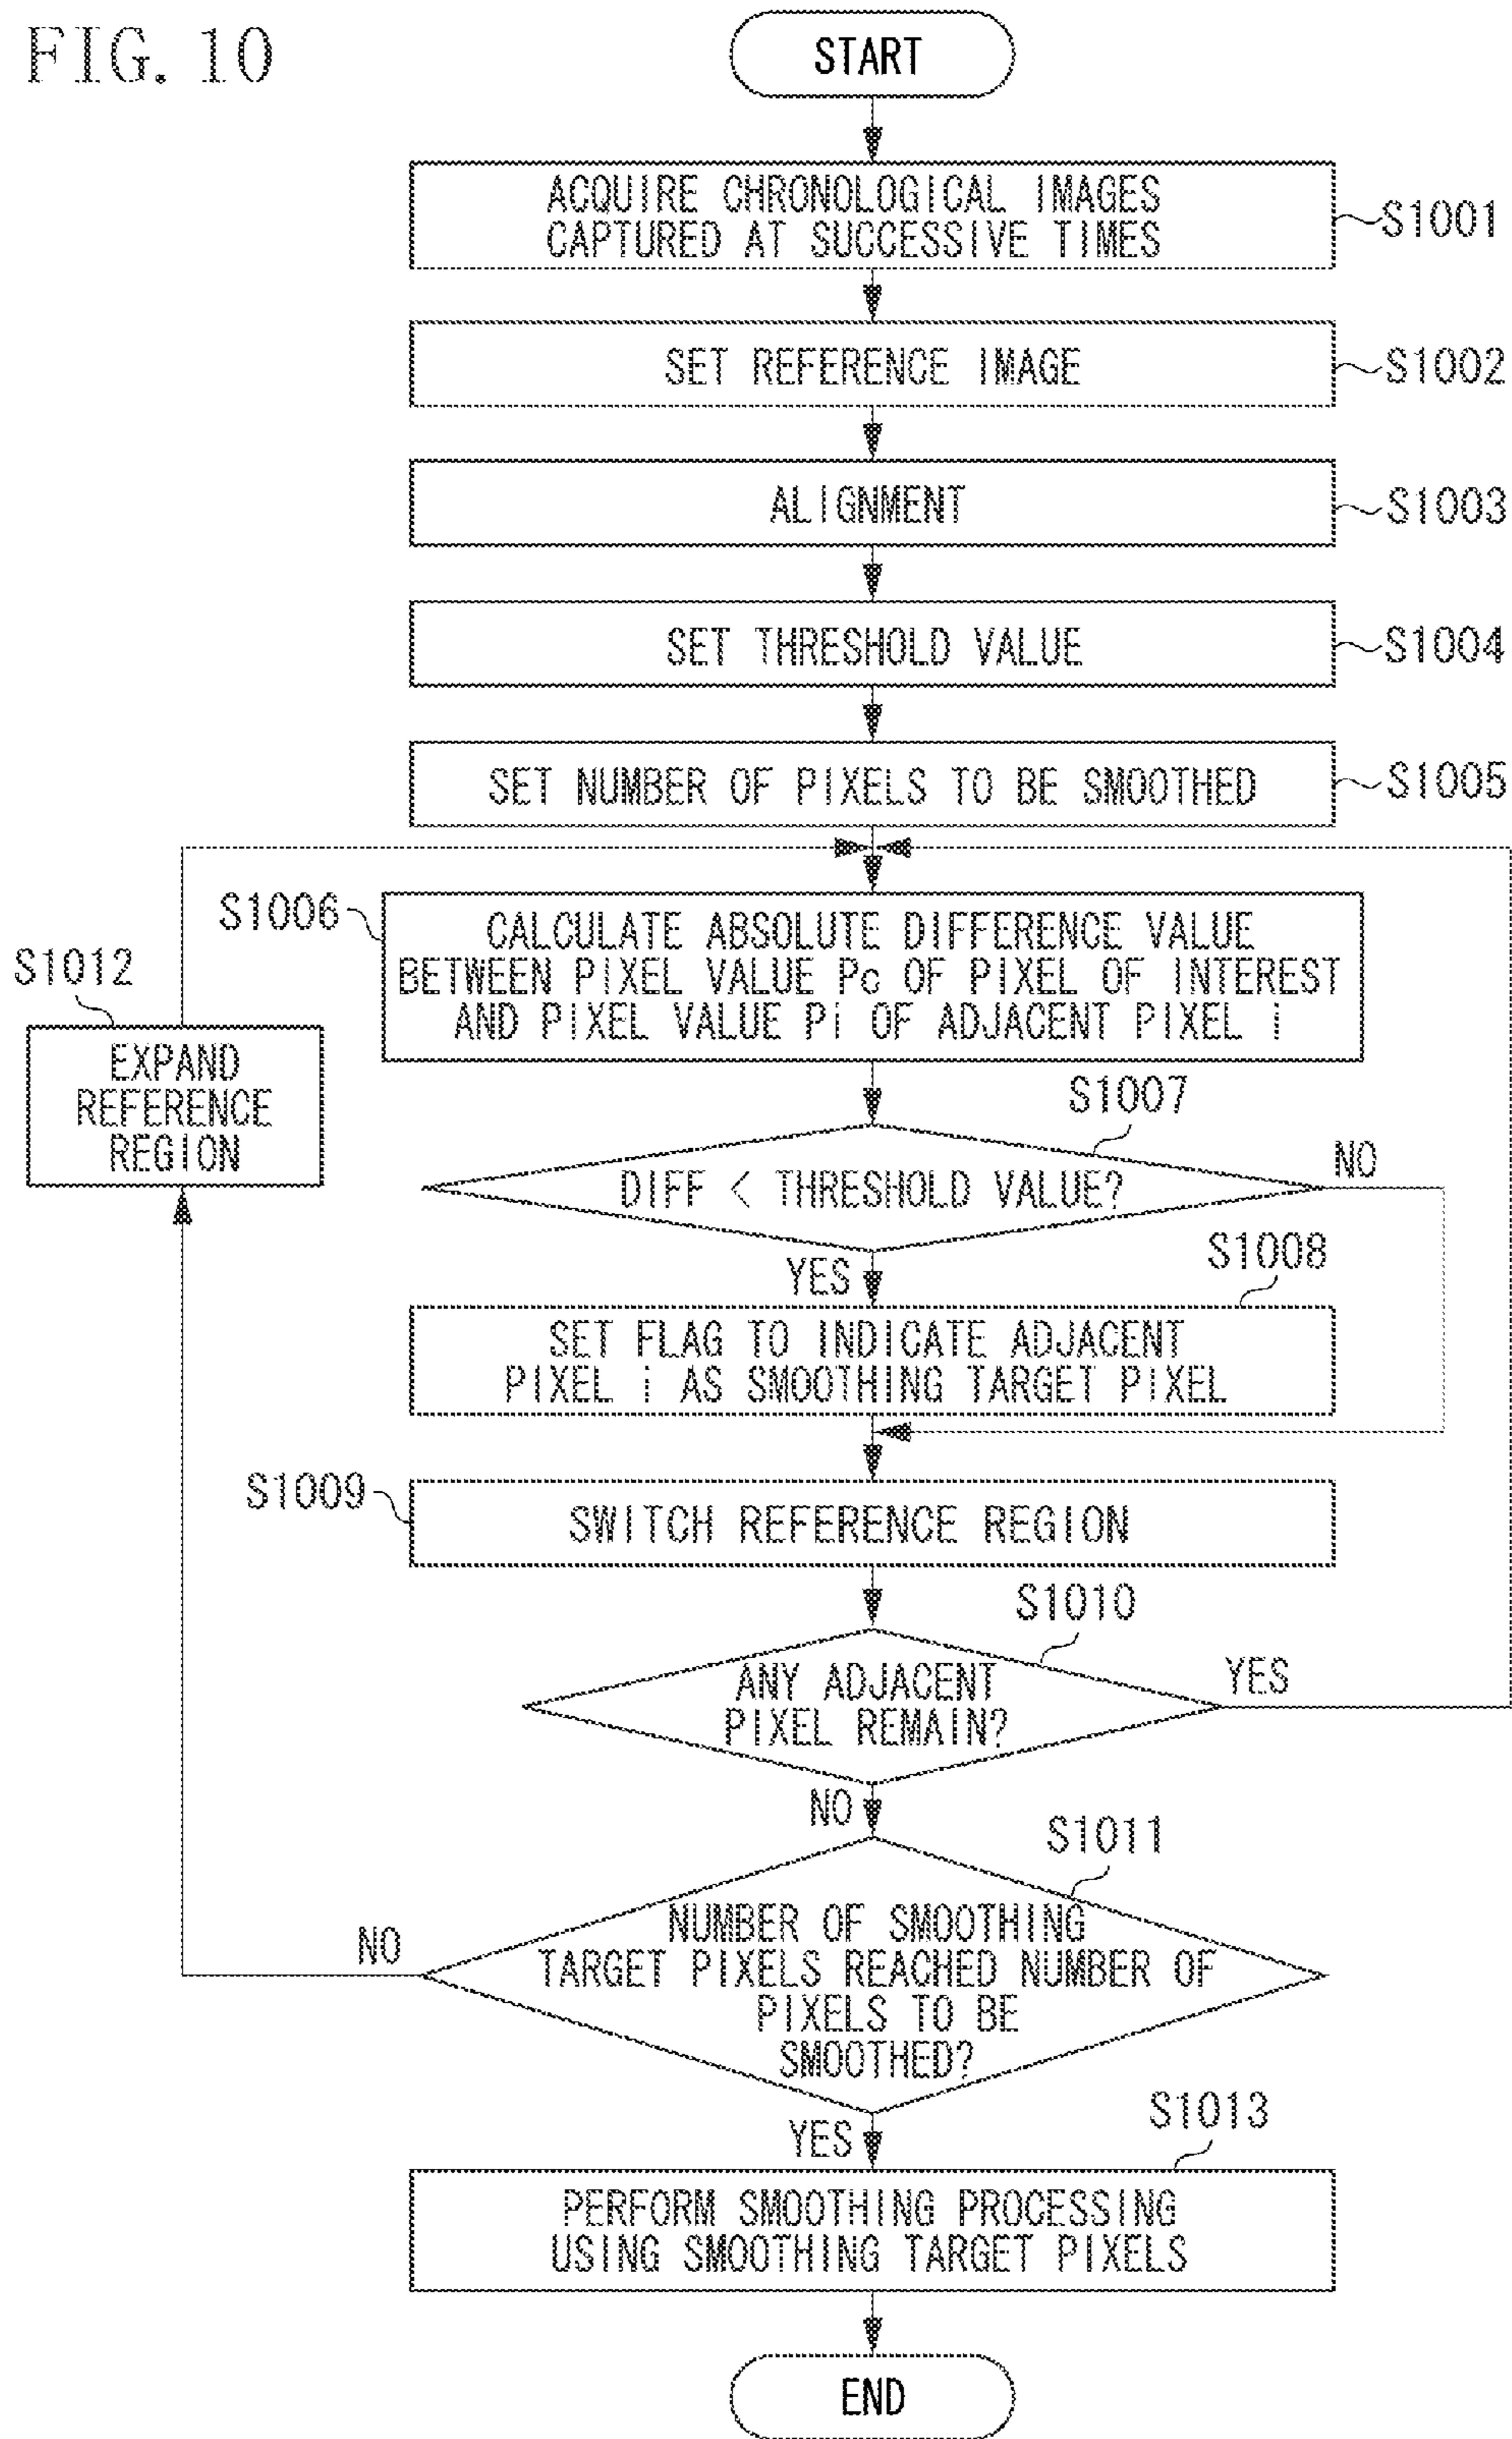 FIG. 10
START
ACQUIRE CHRONOLOGICAL IMAGES
CAPTURED AT SUCCESSIVE TIMES
S1001
SET REFERENCE IMAGE
S1002
ALIGNMENT
S1003
SET THRESHOLD VALUE
S1004
SET NUMBER OF PIXELS TO BE SMOOTHED
S1005
S1006
CALCULATE ABSOLUTE DIFFERENCE VALUE
BETWEEN PIXEL VALUE Pc OF PIXEL OF INTEREST
AND PIXEL VALUE Pi OF ADJACENT PIXEL i
S1012
EXPAND
REFERENCE
REGION
S1007
DIFF < THRESHOLD VALUE?
NO
YES
S1008
SET FLAG TO INDICATE ADJACENT
PIXEL i AS SMOOTHING TARGET PIXEL
S1009
SWITCH REFERENCE REGION
S1010
ANY ADJACENT
PIXEL REMAIN?
YES
NO
S1011
NUMBER OF SMOOTHING
TARGET PIXELS REACHED NUMBER OF
PIXELS TO BE
SMOOTHED?
NO
YES
S1013
PERFORM SMOOTHING PROCESSING
USING SMOOTHING TARGET PIXELS
END